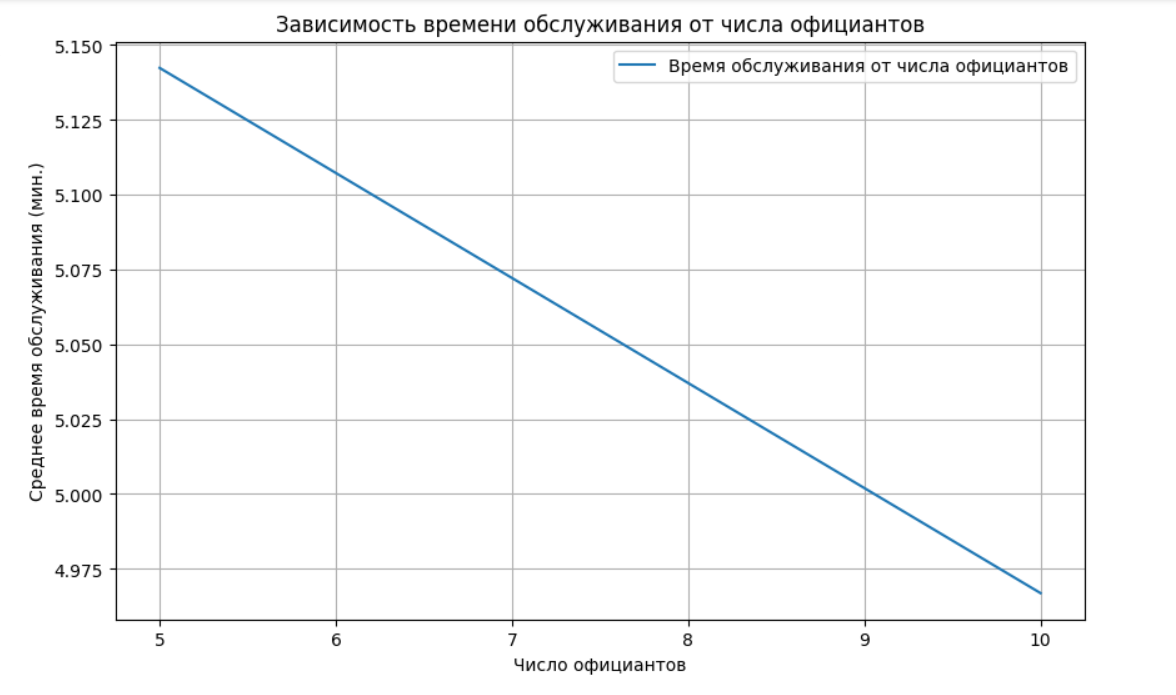 Зависимость времени обслуживания от числа официантов
Время обслуживания от числа официантов
Среднее время обслуживания (мин.)
5.150
5.125
5.100
5.075
5.050
5.025
5.000
4.975
5 6 7 8 9 10
Число официантов